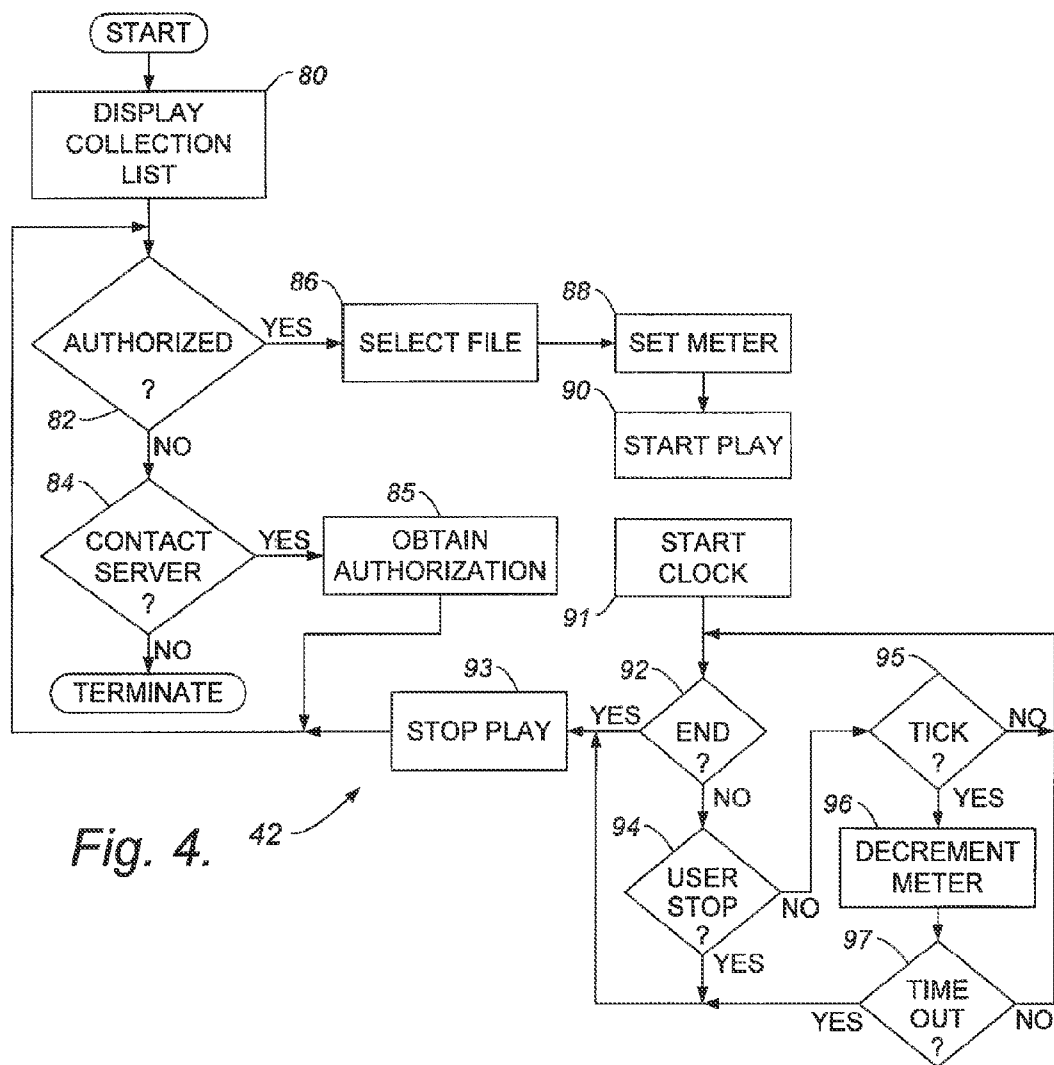 START
80
DISPLAY
COLLECTION
LIST
AUTHORIZED
?
82
YES
86
SELECT FILE
88
SET METER
90
START PLAY
NO
84
CONTACT
SERVER
?
YES
85
OBTAIN
AUTHORIZATION
NO
TERMINATE
START
CLOCK
91
92
END
?
YES
93
STOP PLAY
NO
94
USER
STOP
?
NO
YES
95
TICK
?
NO
YES
96
DECREMENT
METER
97
TIME
OUT
?
YES
NO
Fig. 4.
42